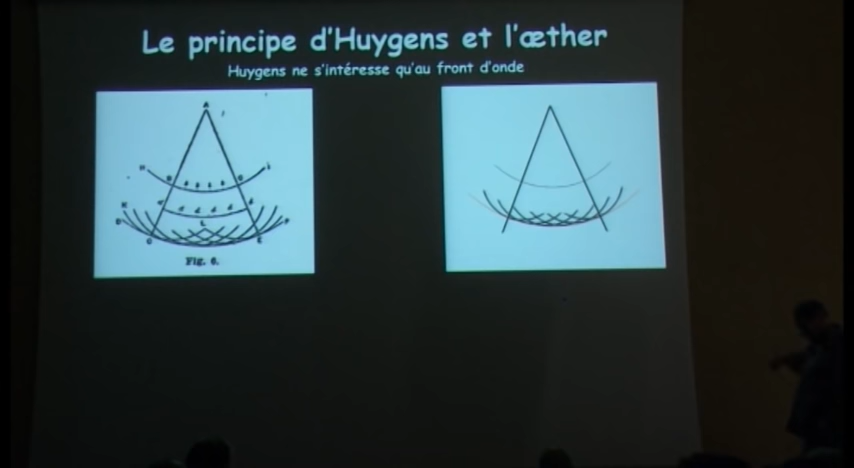 Le principe d'Huygens et l'œther
Huygens ne s'intéresse qu'au front d'onde
A
Fig. 6.